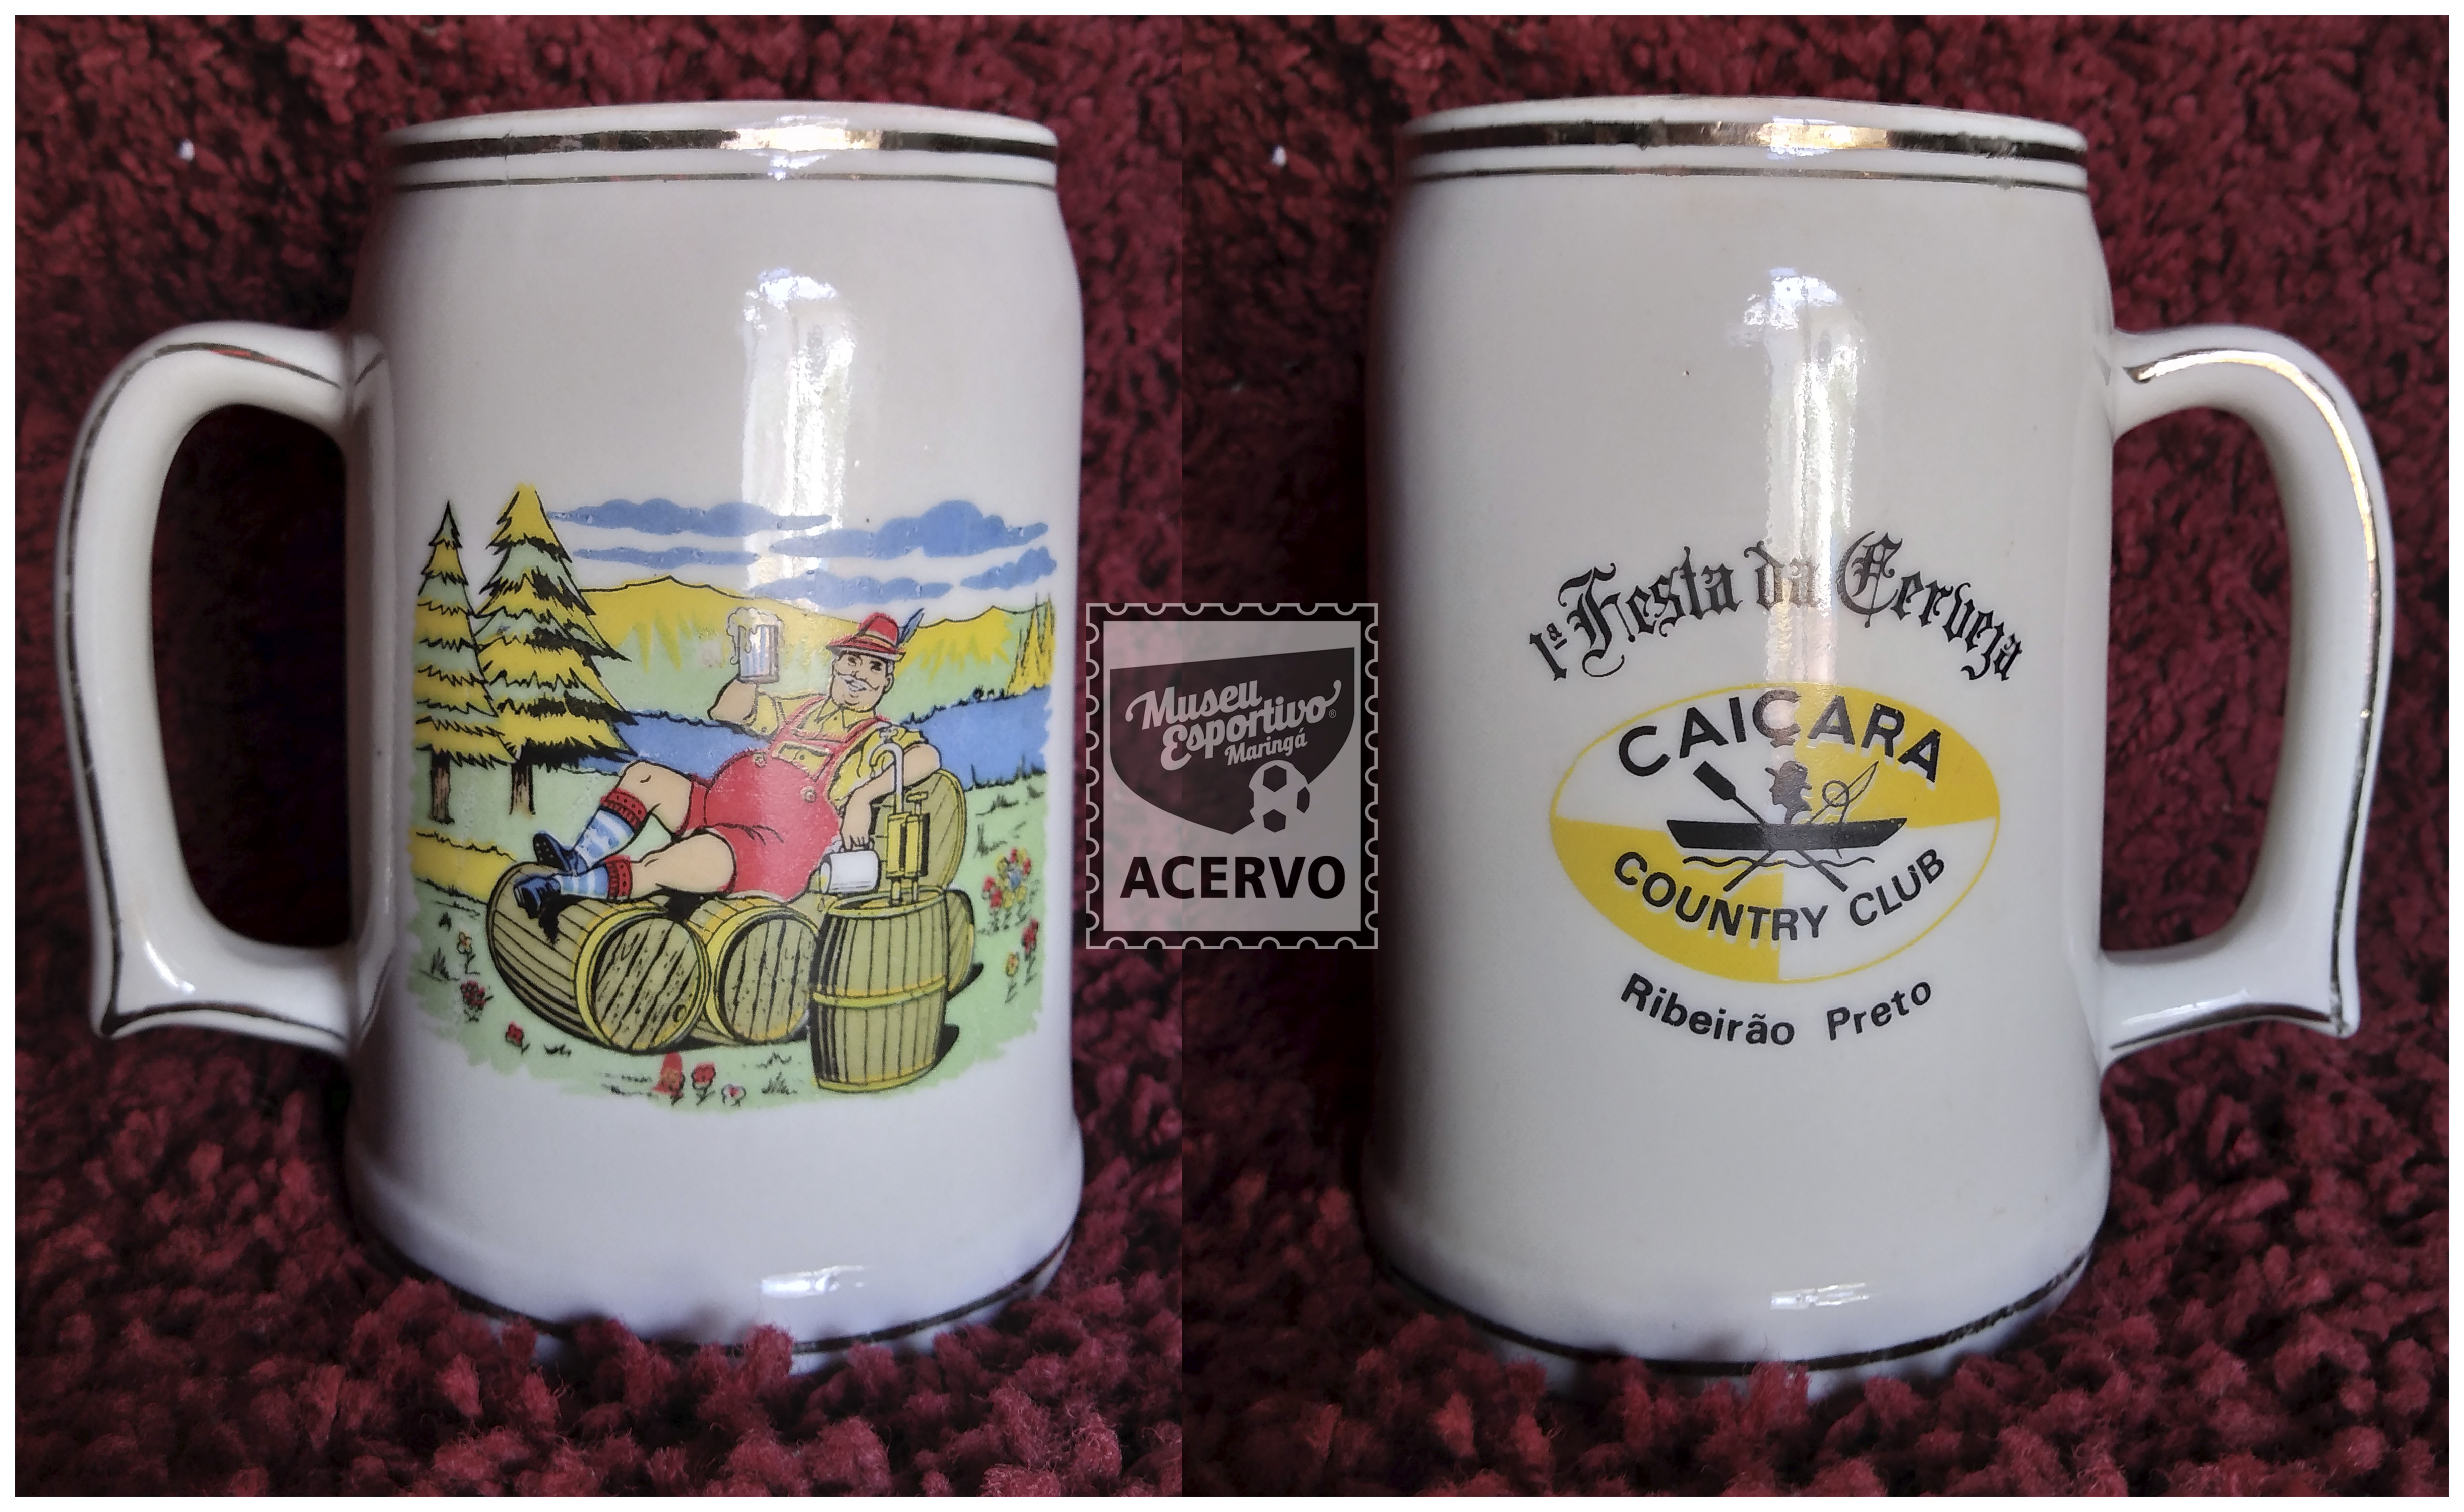 1ª Festa da Cerveja
CAIÇARA
COUNTRY CLUB
Ribeirão Preto
Museu
Esportivo®
Maringá
ACERVO